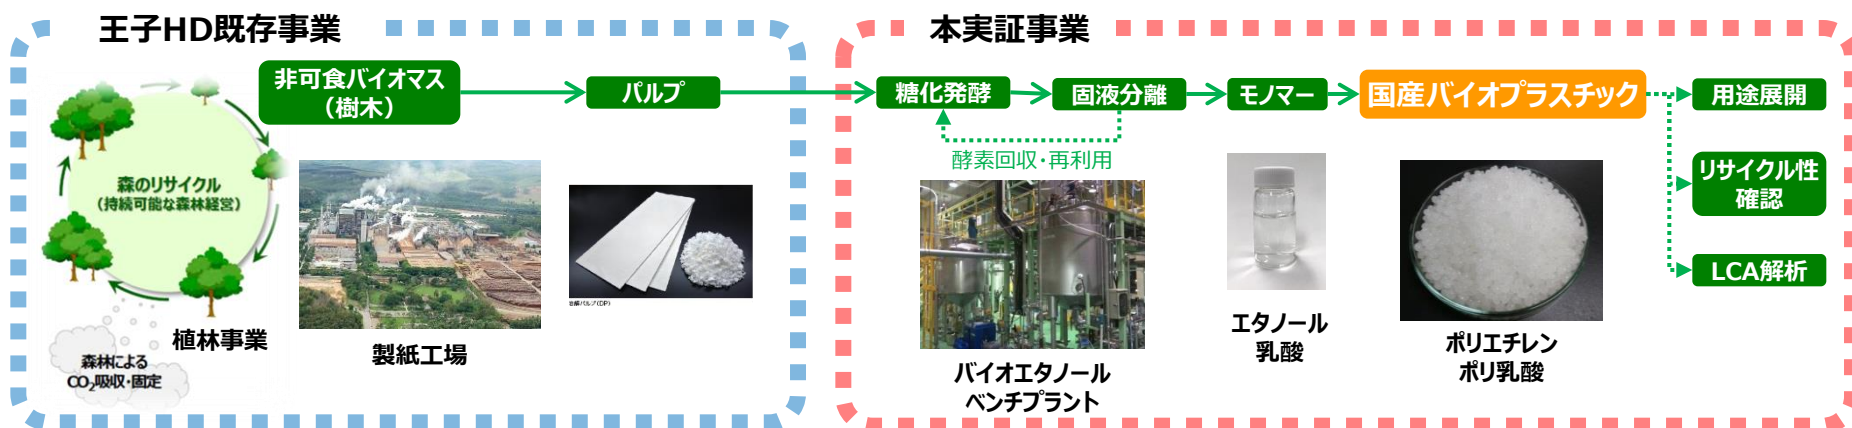 王子HD既存事業
非可食バイオマス
（樹木）
パルプ
森のリサイクル
（持続可能な森林経営）
植林事業
森林による
CO₂吸収・固定
製紙工場
溶解パルプ（DP）
本実証事業
糖化発酵
固液分離
モノマー
国産バイオプラスチック
用途展開
リサイクル性
確認
LCA解析
酵素回収・再利用
バイオエタノール
ベンチプラント
エタノール
乳酸
ポリエチレン
ポリ乳酸